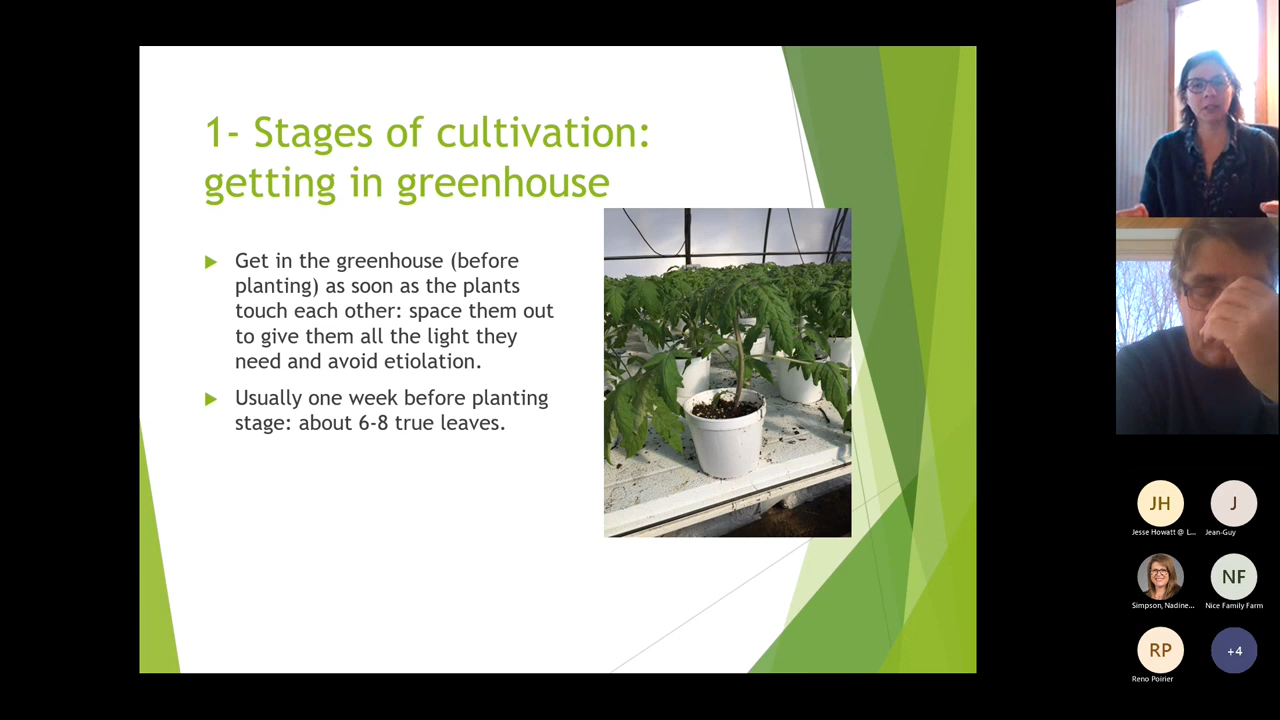 1- Stages of cultivation:
getting in greenhouse
Get in the greenhouse (before
planting) as soon as the plants
touch each other: space them out
to give them all the light they
need and avoid etiolation.
Usually one week before planting
stage: about 6-8 true leaves.
JH
J
Jesse Howatt @ L...
Jean-Guy
NF
Simpson, Nadine...
Nice Family Farm
RP
+4
Reno Poirier